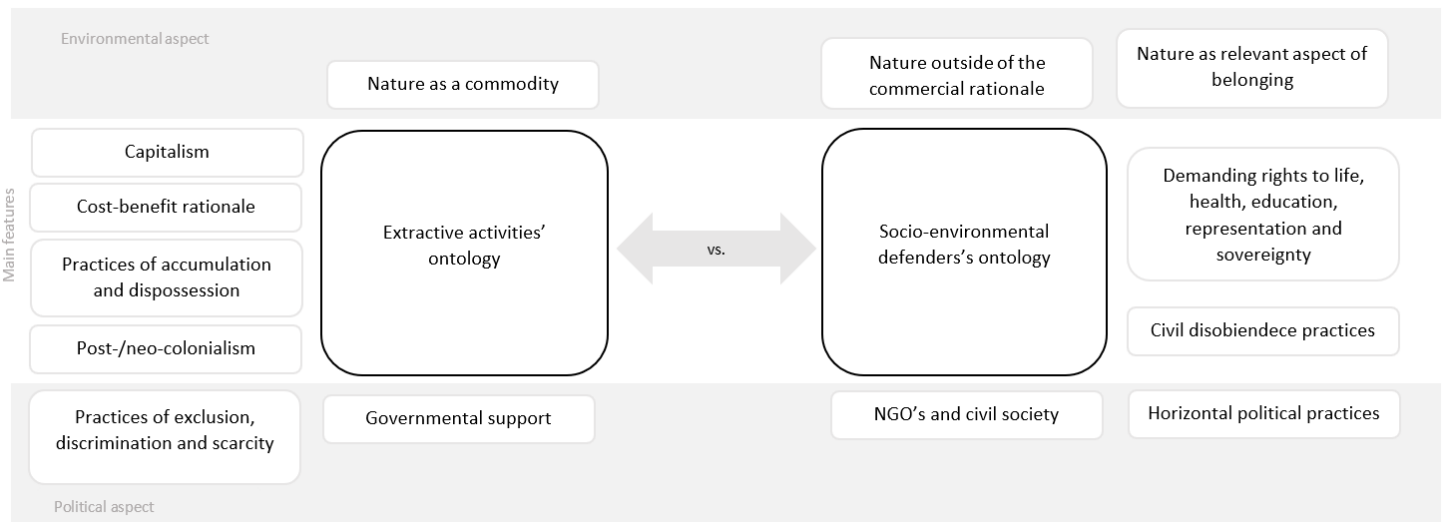 Environmental aspect
Nature as a commodity
Nature outside of the
commercial rationale
Nature as relevant aspect of
belonging
Main features
Capitalism
Cost-benefit rationale
Practices of accumulation
and dispossession
Post-/neo-colonialism
Extractive activities’
ontology
vs.
Socio-environmental
defenders’s ontology
Demanding rights to life,
health, education,
representation and
sovereignty
Civil disobiendece practices
Practices of exclusion,
discrimination and scarcity
Governmental support
NGO’s and civil society
Horizontal political practices
Political aspect